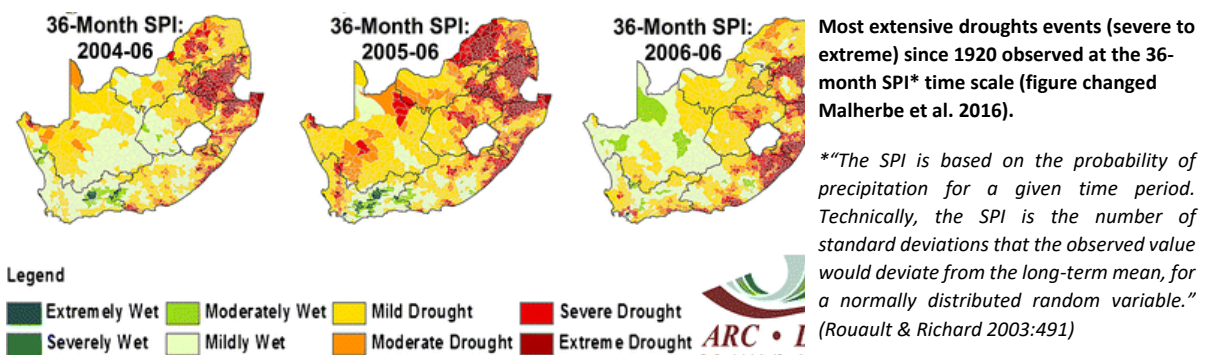 36-Month SPI:
2004-06
36-Month SPI:
2005-06
36-Month SPI:
2006-06
Legend
Extremely Wet
Moderately Wet
Mild Drought
Severe Drought
Severely Wet
Mildly Wet
Moderate Drought
Extreme Drought
ARC •
Most extensive droughts events (severe to
extreme) since 1920 observed at the 36-
month SPI* time scale (figure changed
Malherbe et al. 2016).
*“The SPI is based on the probability of
precipitation for a given time period.
Technically, the SPI is the number of
standard deviations that the observed value
would deviate from the long-term mean, for
a normally distributed random variable.”
(Rouault & Richard 2003:491)